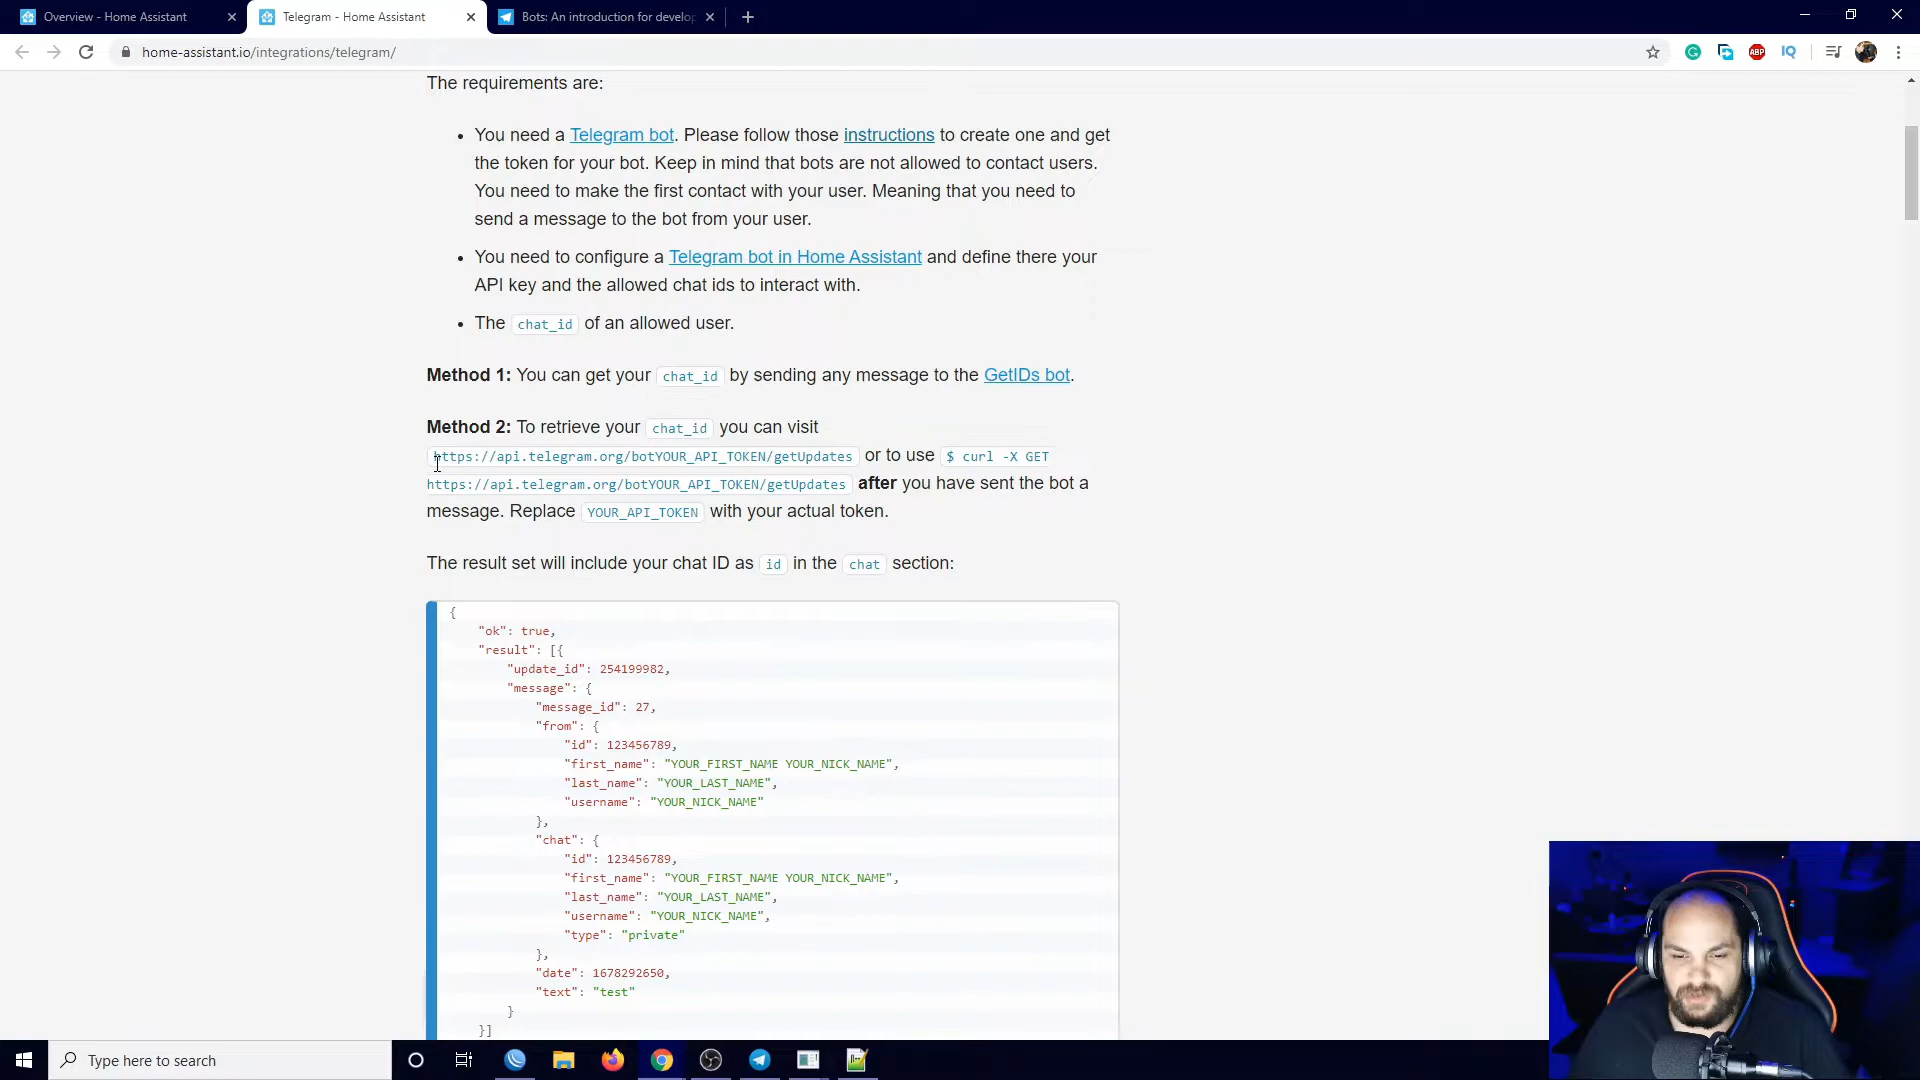 Overview - Home Assistant
Telegram - Home Assistant
Bots: An introduction for develop
home-assistant.io/integrations/telegram/
ABP
IQ
The requirements are:
• You need a Telegram bot. Please follow those instructions to create one and get
the token for your bot. Keep in mind that bots are not allowed to contact users.
You need to make the first contact with your user. Meaning that you need to
send a message to the bot from your user.
• You need to configure a Telegram bot in Home Assistant and define there your
API key and the allowed chat ids to interact with.
• The chat_id of an allowed user.
Method 1: You can get your chat_id by sending any message to the GetIDs bot.
Method 2: To retrieve your chat_id you can visit
https://api.telegram.org/botYOUR_API_TOKEN/getUpdates or to use $ curl -X GET
https://api.telegram.org/botYOUR_API_TOKEN/getUpdates after you have sent the bot a
message. Replace YOUR_API_TOKEN with your actual token.
The result set will include your chat ID as id in the chat section:
{
"ok": true,
"result": [{
"update_id": 254199982,
"message": {
"message_id": 27,
"from": {
"id": 123456789,
"first_name": "YOUR_FIRST_NAME YOUR_NICK_NAME",
"last_name": "YOUR_LAST_NAME",
"username": "YOUR_NICK_NAME"
},
"chat": {
"id": 123456789,
"first_name": "YOUR_FIRST_NAME YOUR_NICK_NAME",
"last_name": "YOUR_LAST_NAME",
"username": "YOUR_NICK_NAME",
"type": "private"
},
"date": 1678292650,
"text": "test"
}
}]
Type here to search